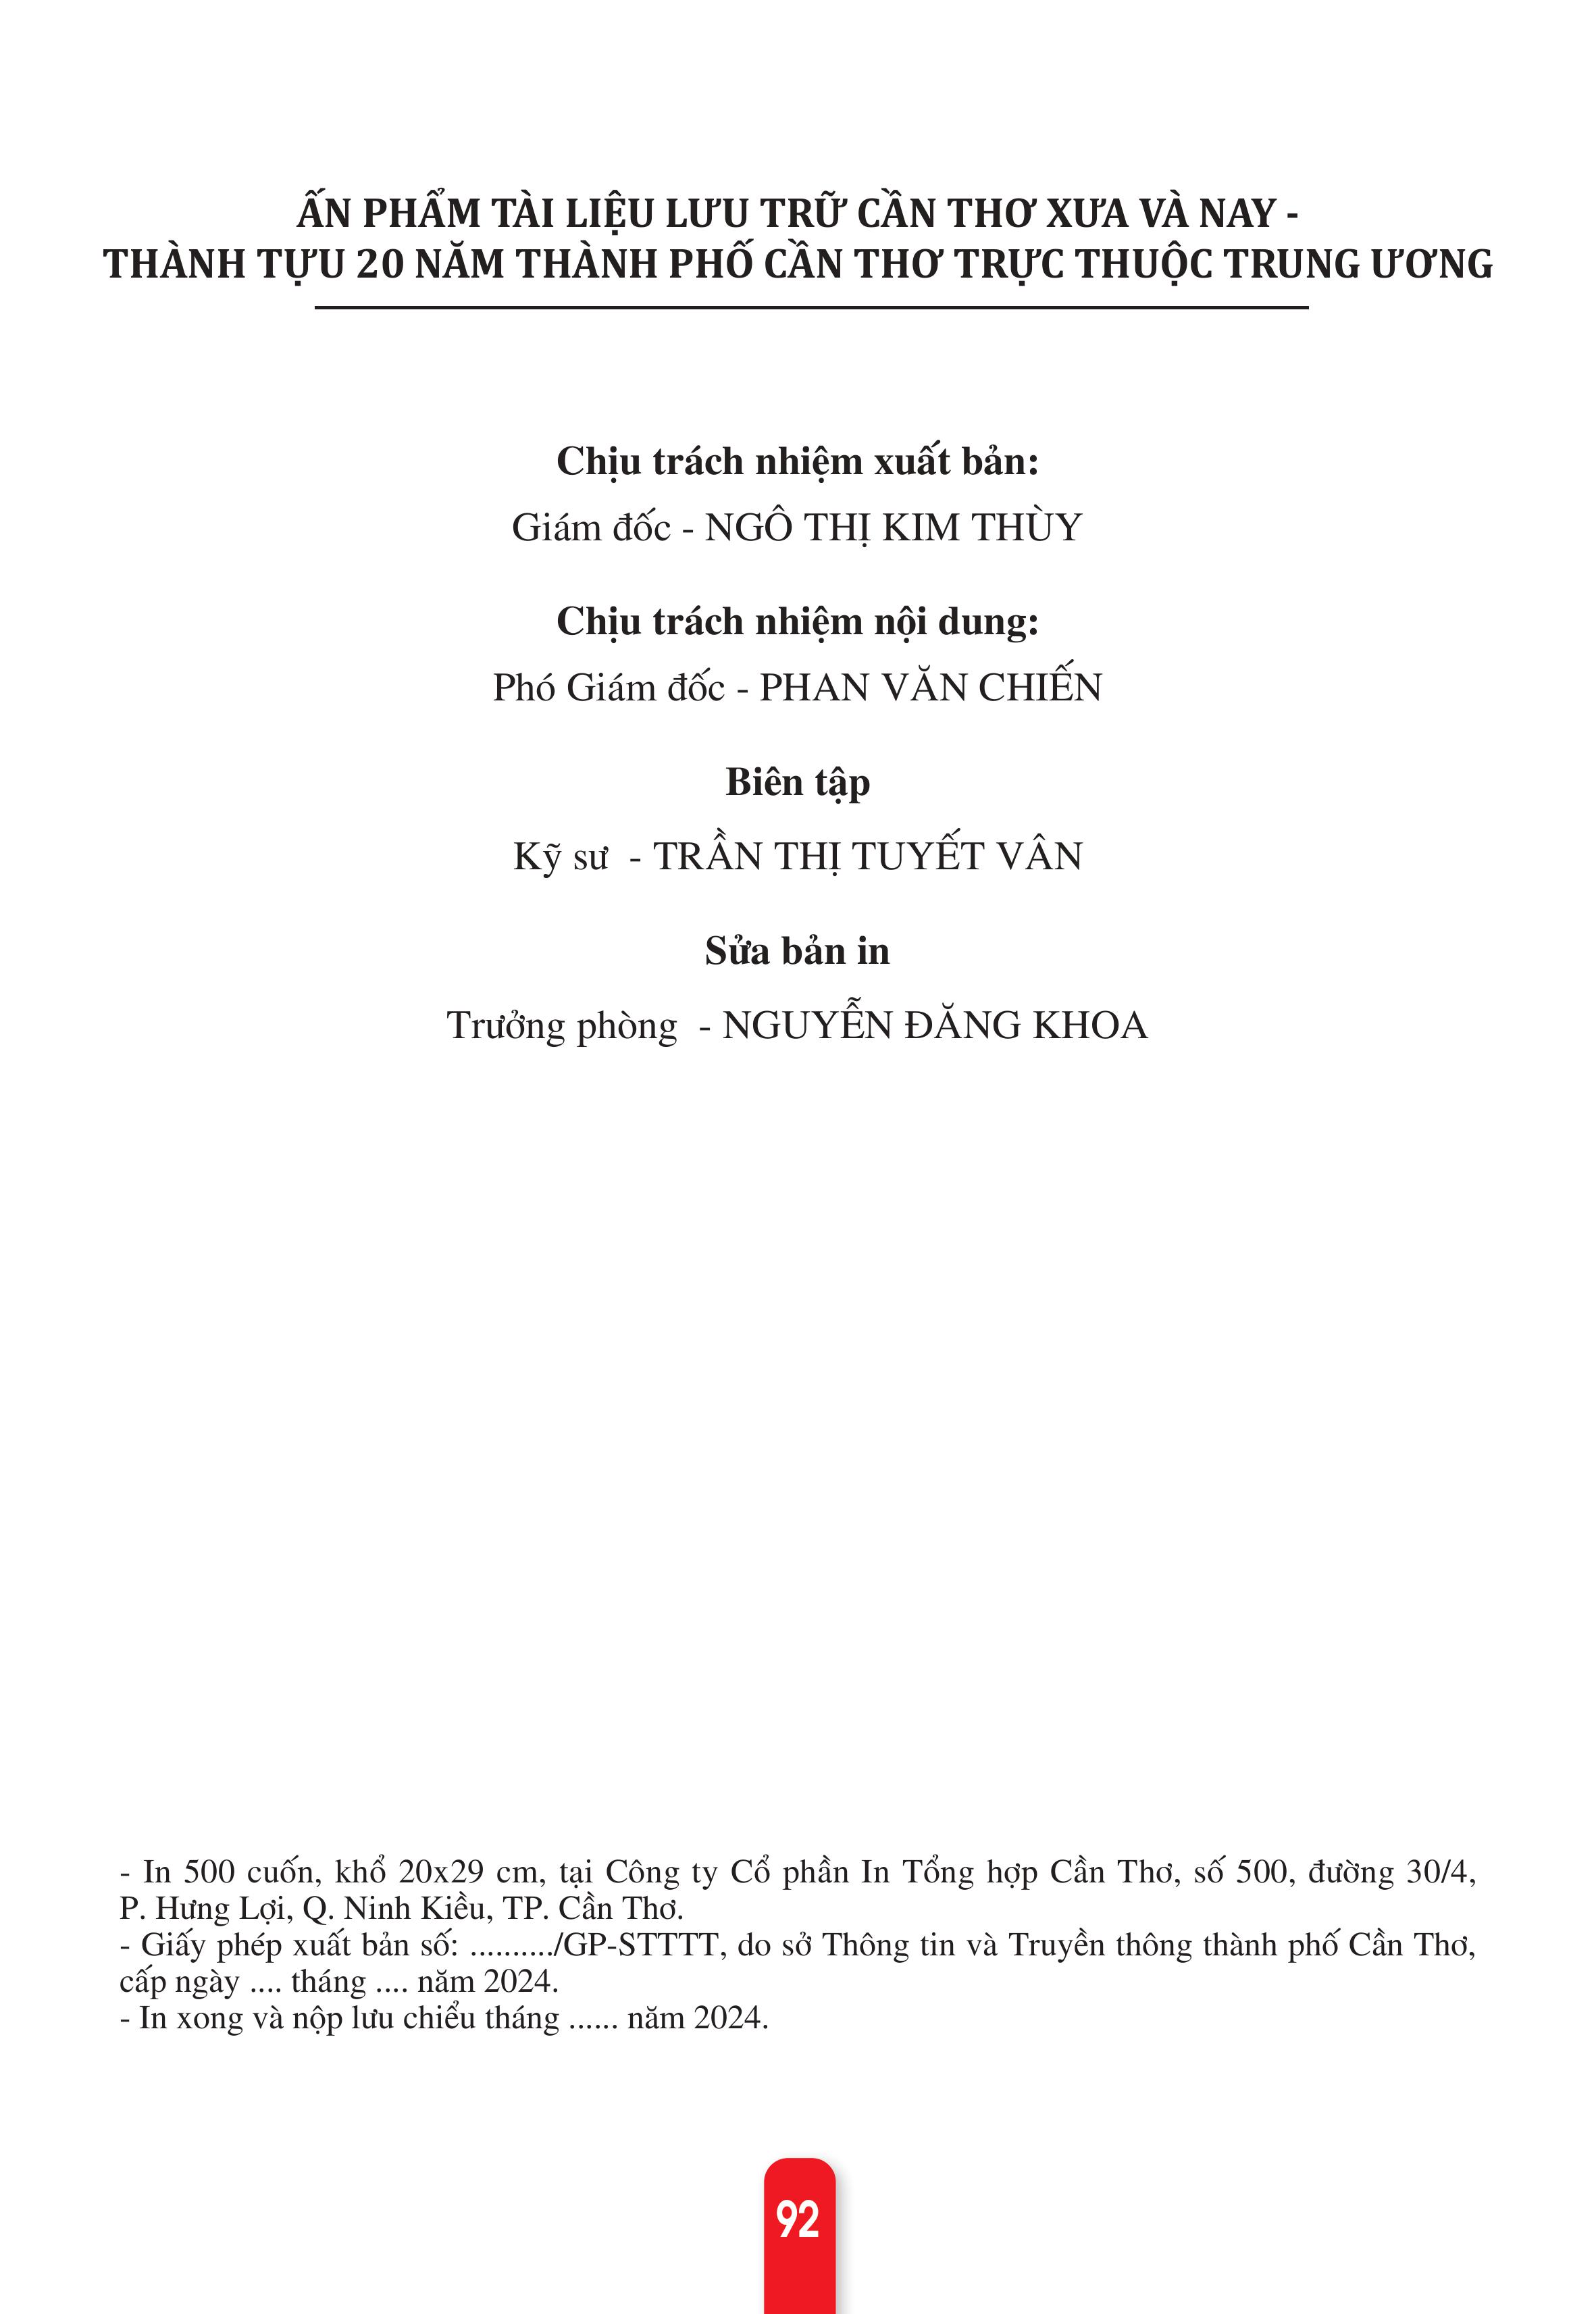 ẤN PHẨM TÀI LIỆU LƯU TRỮ CẦN THƠ XƯA VÀ NAY -
THÀNH TỰU 20 NĂM THÀNH PHỐ CẦN THƠ TRỰC THUỘC TRUNG ƯƠNG
Chịu trách nhiệm xuất bản:
Giám đốc - NGÔ THỊ KIM THÙY
Chịu trách nhiệm nội dung:
Phó Giám đốc - PHAN VĂN CHIẾN
Biên tập
Kỹ sư - TRẦN THỊ TUYẾT VÂN
Sửa bản in
Trưởng phòng - NGUYỄN ĐĂNG KHOA
- In 500 cuốn, khổ 20x29 cm, tại Công ty Cổ phần In Tổng hợp Cần Thơ, số 500, đường 30/4,
P. Hưng Lợi, Q. Ninh Kiều, TP. Cần Thơ.
- Giấy phép xuất bản số: ........../GP-STTTT, do sở Thông tin và Truyền thông thành phố Cần Thơ,
cấp ngày .... tháng .... năm 2024.
- In xong và nộp lưu chiểu tháng ...... năm 2024.
92